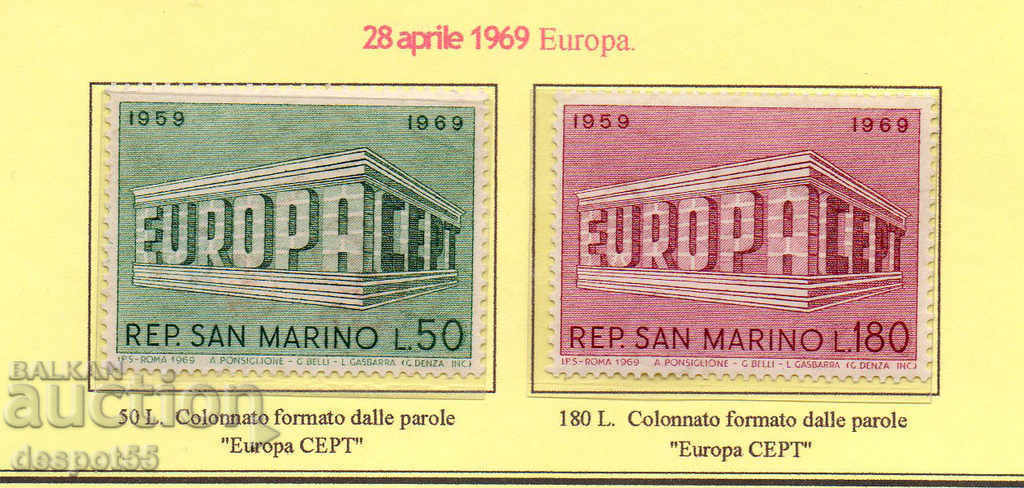 28 aprile 1969 Europa.
1959 1969
EUROPA CEPT
REP. SAN MARINO L.50
I.P.S-ROMA 1969 A. PONSIGLIONE - G. BELLI - L. GASBARRA (G. DENZA INC.)
50 L. Colonnato formato dalle parole
"Europa CEPT"
1959 1969
EUROPA CEPT
REP. SAN MARINO L.180
I.P.S-ROMA 1969 A. PONSIGLIONE - G. BELLI - L. GASBARRA (G. DENZA INC.)
180 L. Colonnato formato dalle parole
"Europa CEPT"
BALKAN
auction
despot55